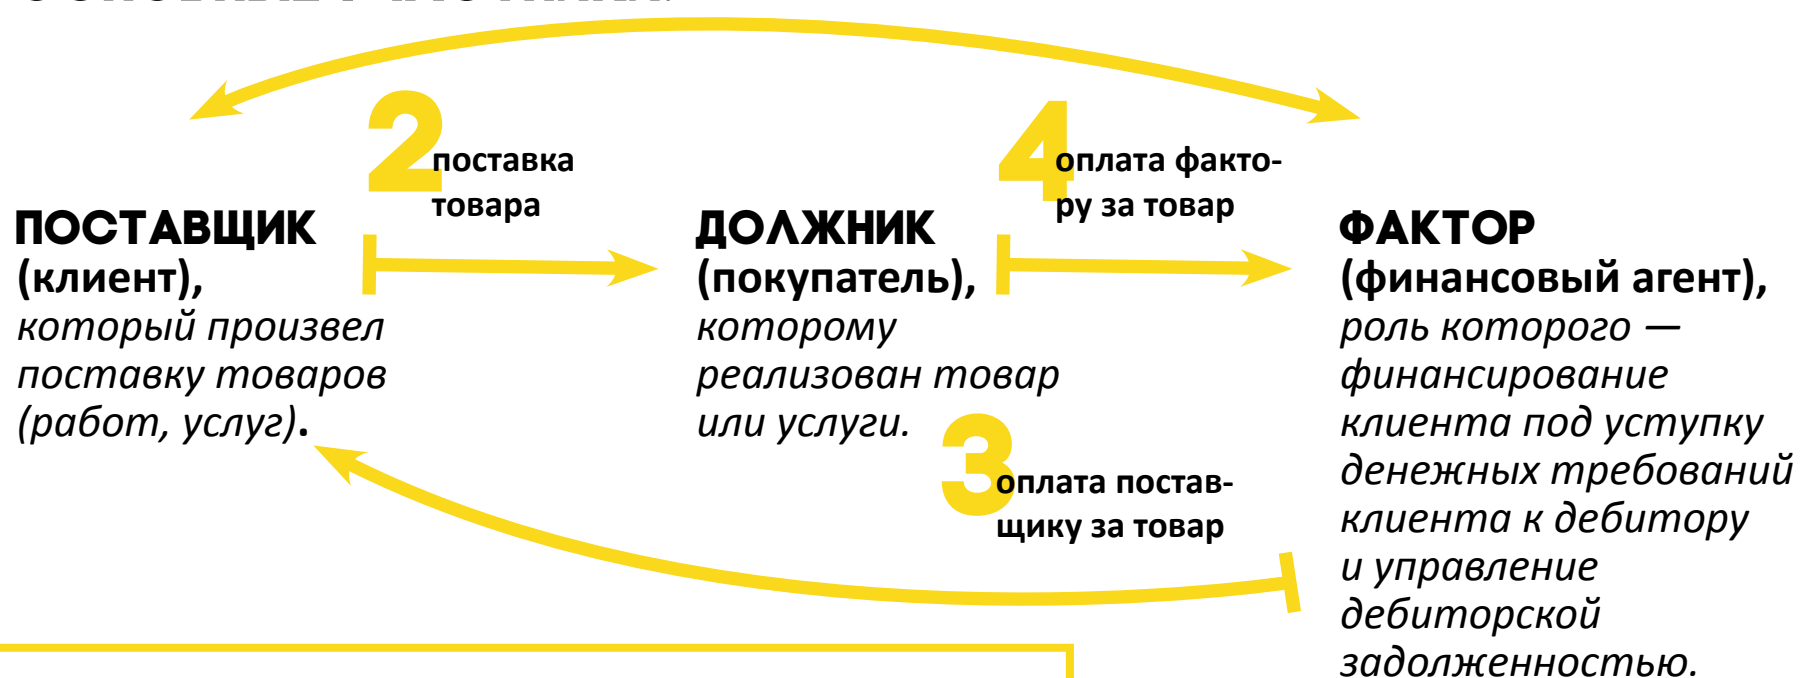 2
поставка
товара
4
оплата факто-
ру за товар
ПОСТАВЩИК
(клиент),
который произвел
поставку товаров
(работ, услуг).
ДОЛЖНИК
(покупатель),
которому
реализован товар
или услуги.
3
оплата постав-
щику за товар
ФАКТОР
(финансовый агент),
роль которого —
финансирование
клиента под уступку
денежных требований
клиента к дебитору
и управление
дебиторской
задолженностью.